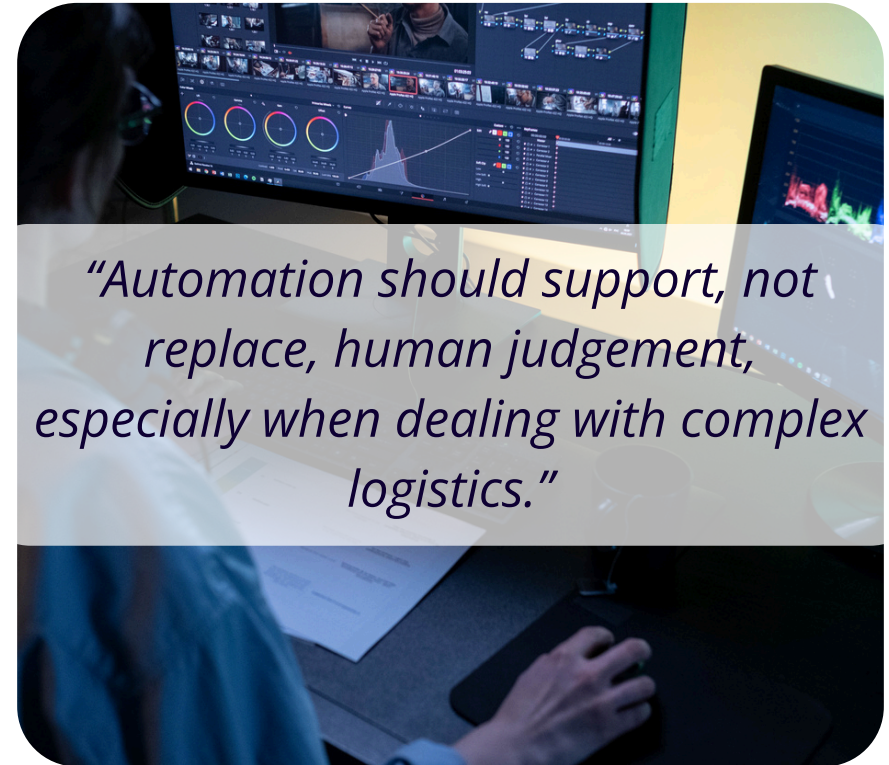 “Automation should support, not
replace, human judgement,
especially when dealing with complex
logistics.”